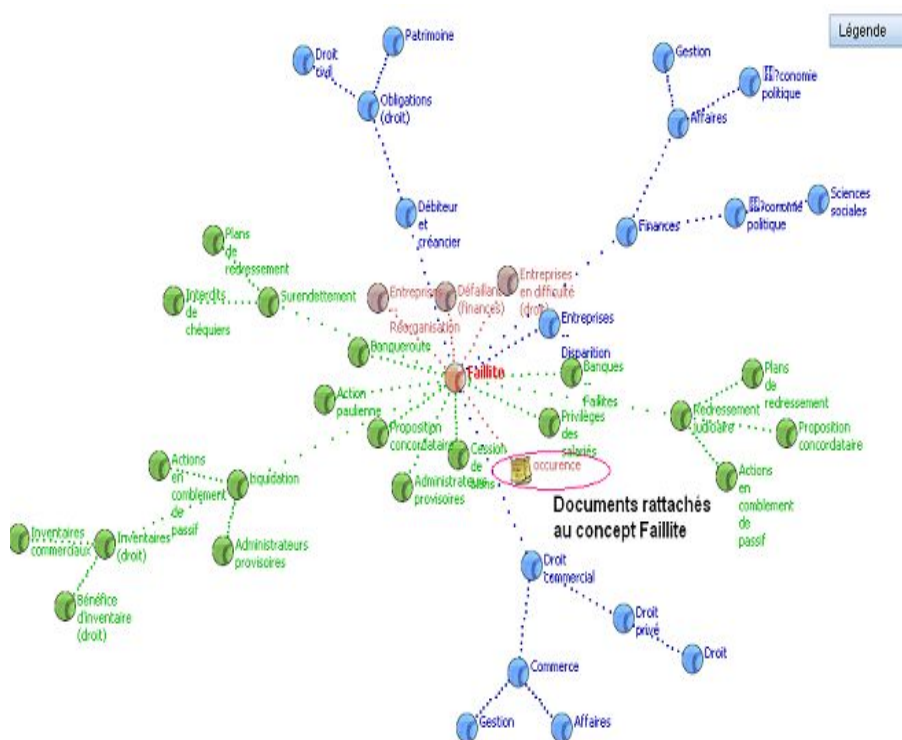 Légende
Patrimoine
Droit
civil
Obligations
(droit)
Gestion
?conomie
politique
Affaires
Débiteur
et
créancier
Sciences
sociales
?conomie
politique
Finances
Plans
de
redressement
Interdits
de
chéquiers
Surendettement
Entreprises
--
Réorganisation
Défaillance
(finances)
Entreprises
en difficulté
(droit)
Entreprises
--
Disparition
Banqueroute
Faillite
Banques
--
Faillites
Plans
de
redressement
Action
paulienne
Proposition
concordataire
Privilèges
des
salariés
Redressement
judiciaire
Proposition
concordataire
Cession
de
biens
occurence
Administrateurs
provisoires
Actions
en
comblement
de passif
Actions
en
comblement
de passif
Liquidation
Documents rattachés
au concept Faillite
Inventaires
commerciaux
Inventaires
(droit)
Administrateurs
provisoires
Bénéfice
d'inventaire
(droit)
Droit
commercial
Droit
privé
Droit
Commerce
Gestion
Affaires